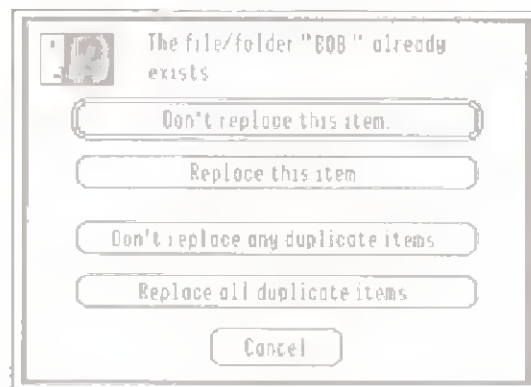 The file/folder "BOB" already
exists
Don't replace this item.
Replace this item
Don't replace any duplicate items
Replace all duplicate items
Cancel